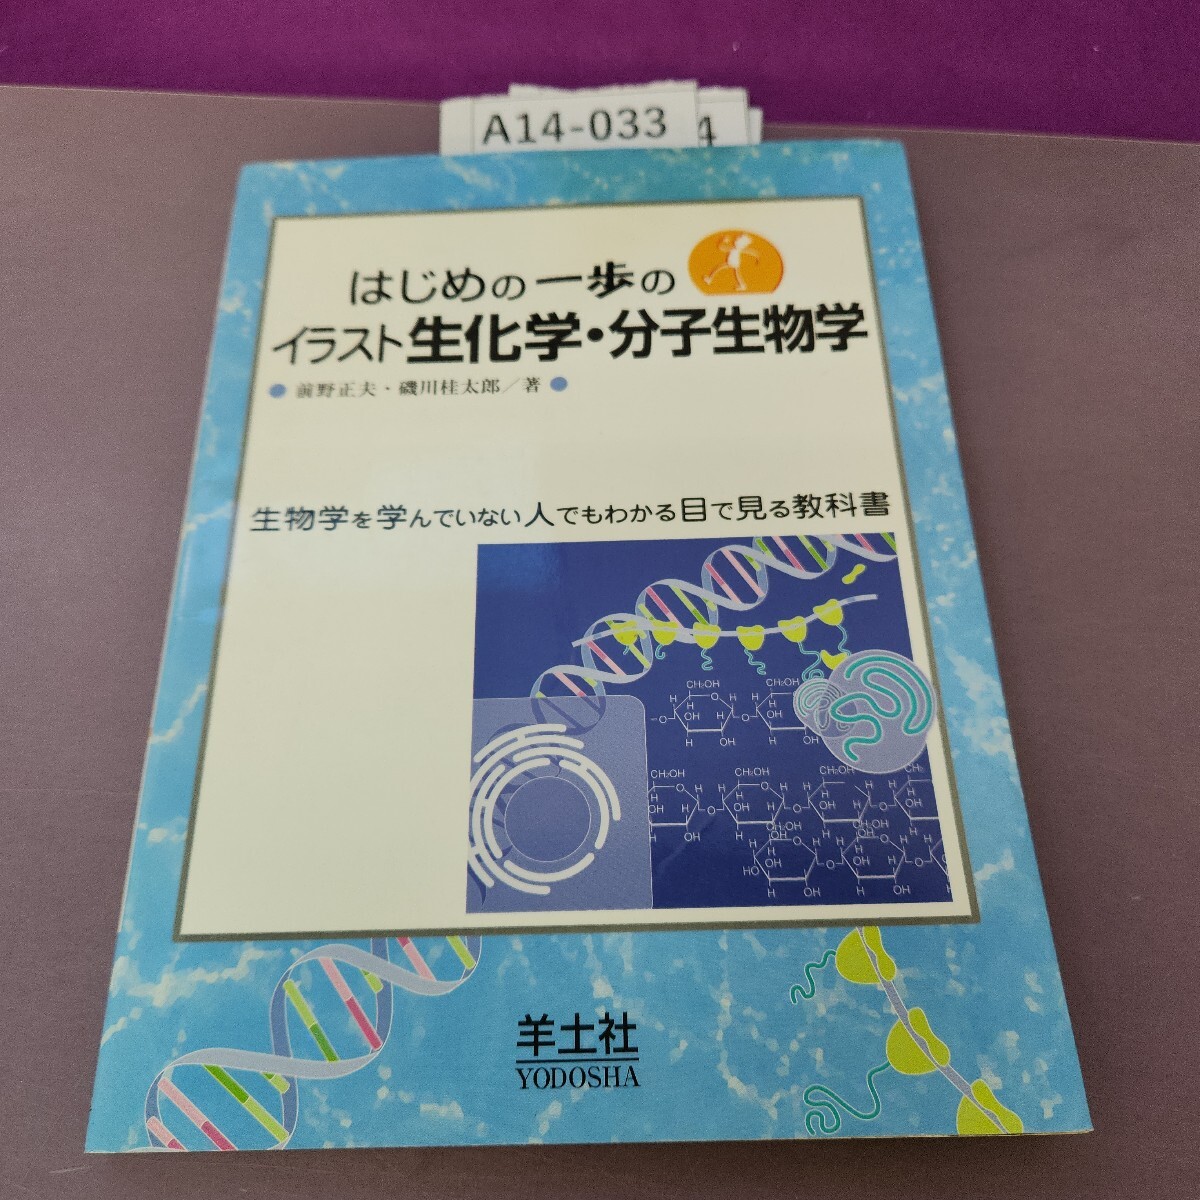 A14-033
4
はじめの一歩の
イラスト生化学・分子生物学
前野正夫・磯川桂太郎／著
生物学を学んでいない人でもわかる目で見る教科書
CH₂OH
CH₂OH
CH₂OH
CH₂OH
CH₂OH
羊土社
YODOSHA